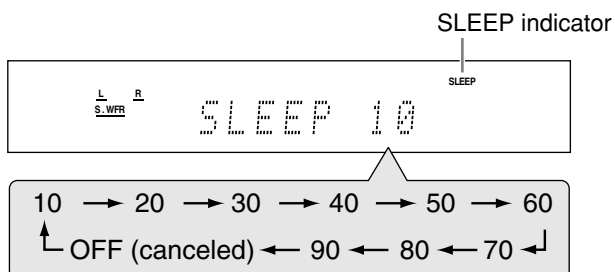 SLEEP indicator
SLEEP
L R
S.WFR
SLEEP 10
10 → 20 → 30 → 40 → 50 → 60
OFF (canceled) ← 90 ← 80 ← 70